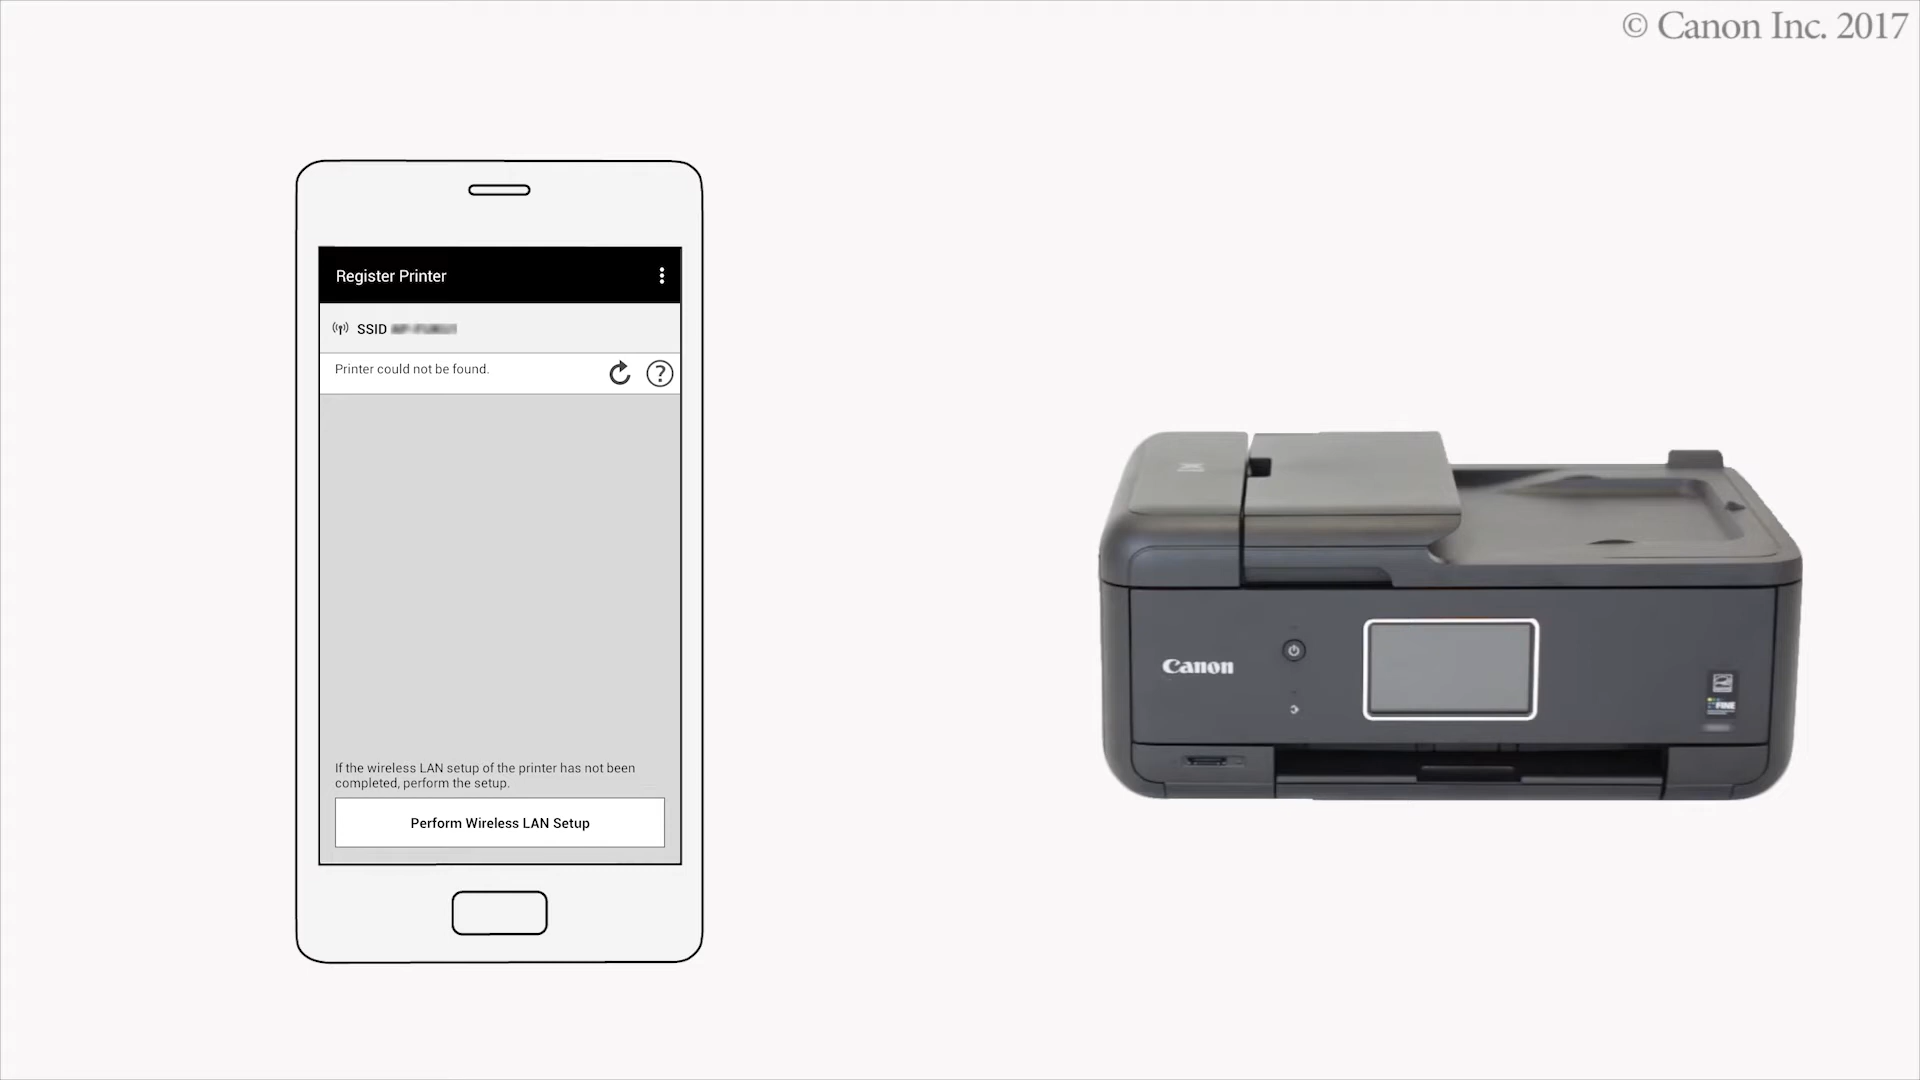 © Canon Inc. 2017
Register Printer
SSID
Printer could not be found.
If the wireless LAN setup of the printer has not been
completed, perform the setup.
Perform Wireless LAN Setup
Canon
FINE